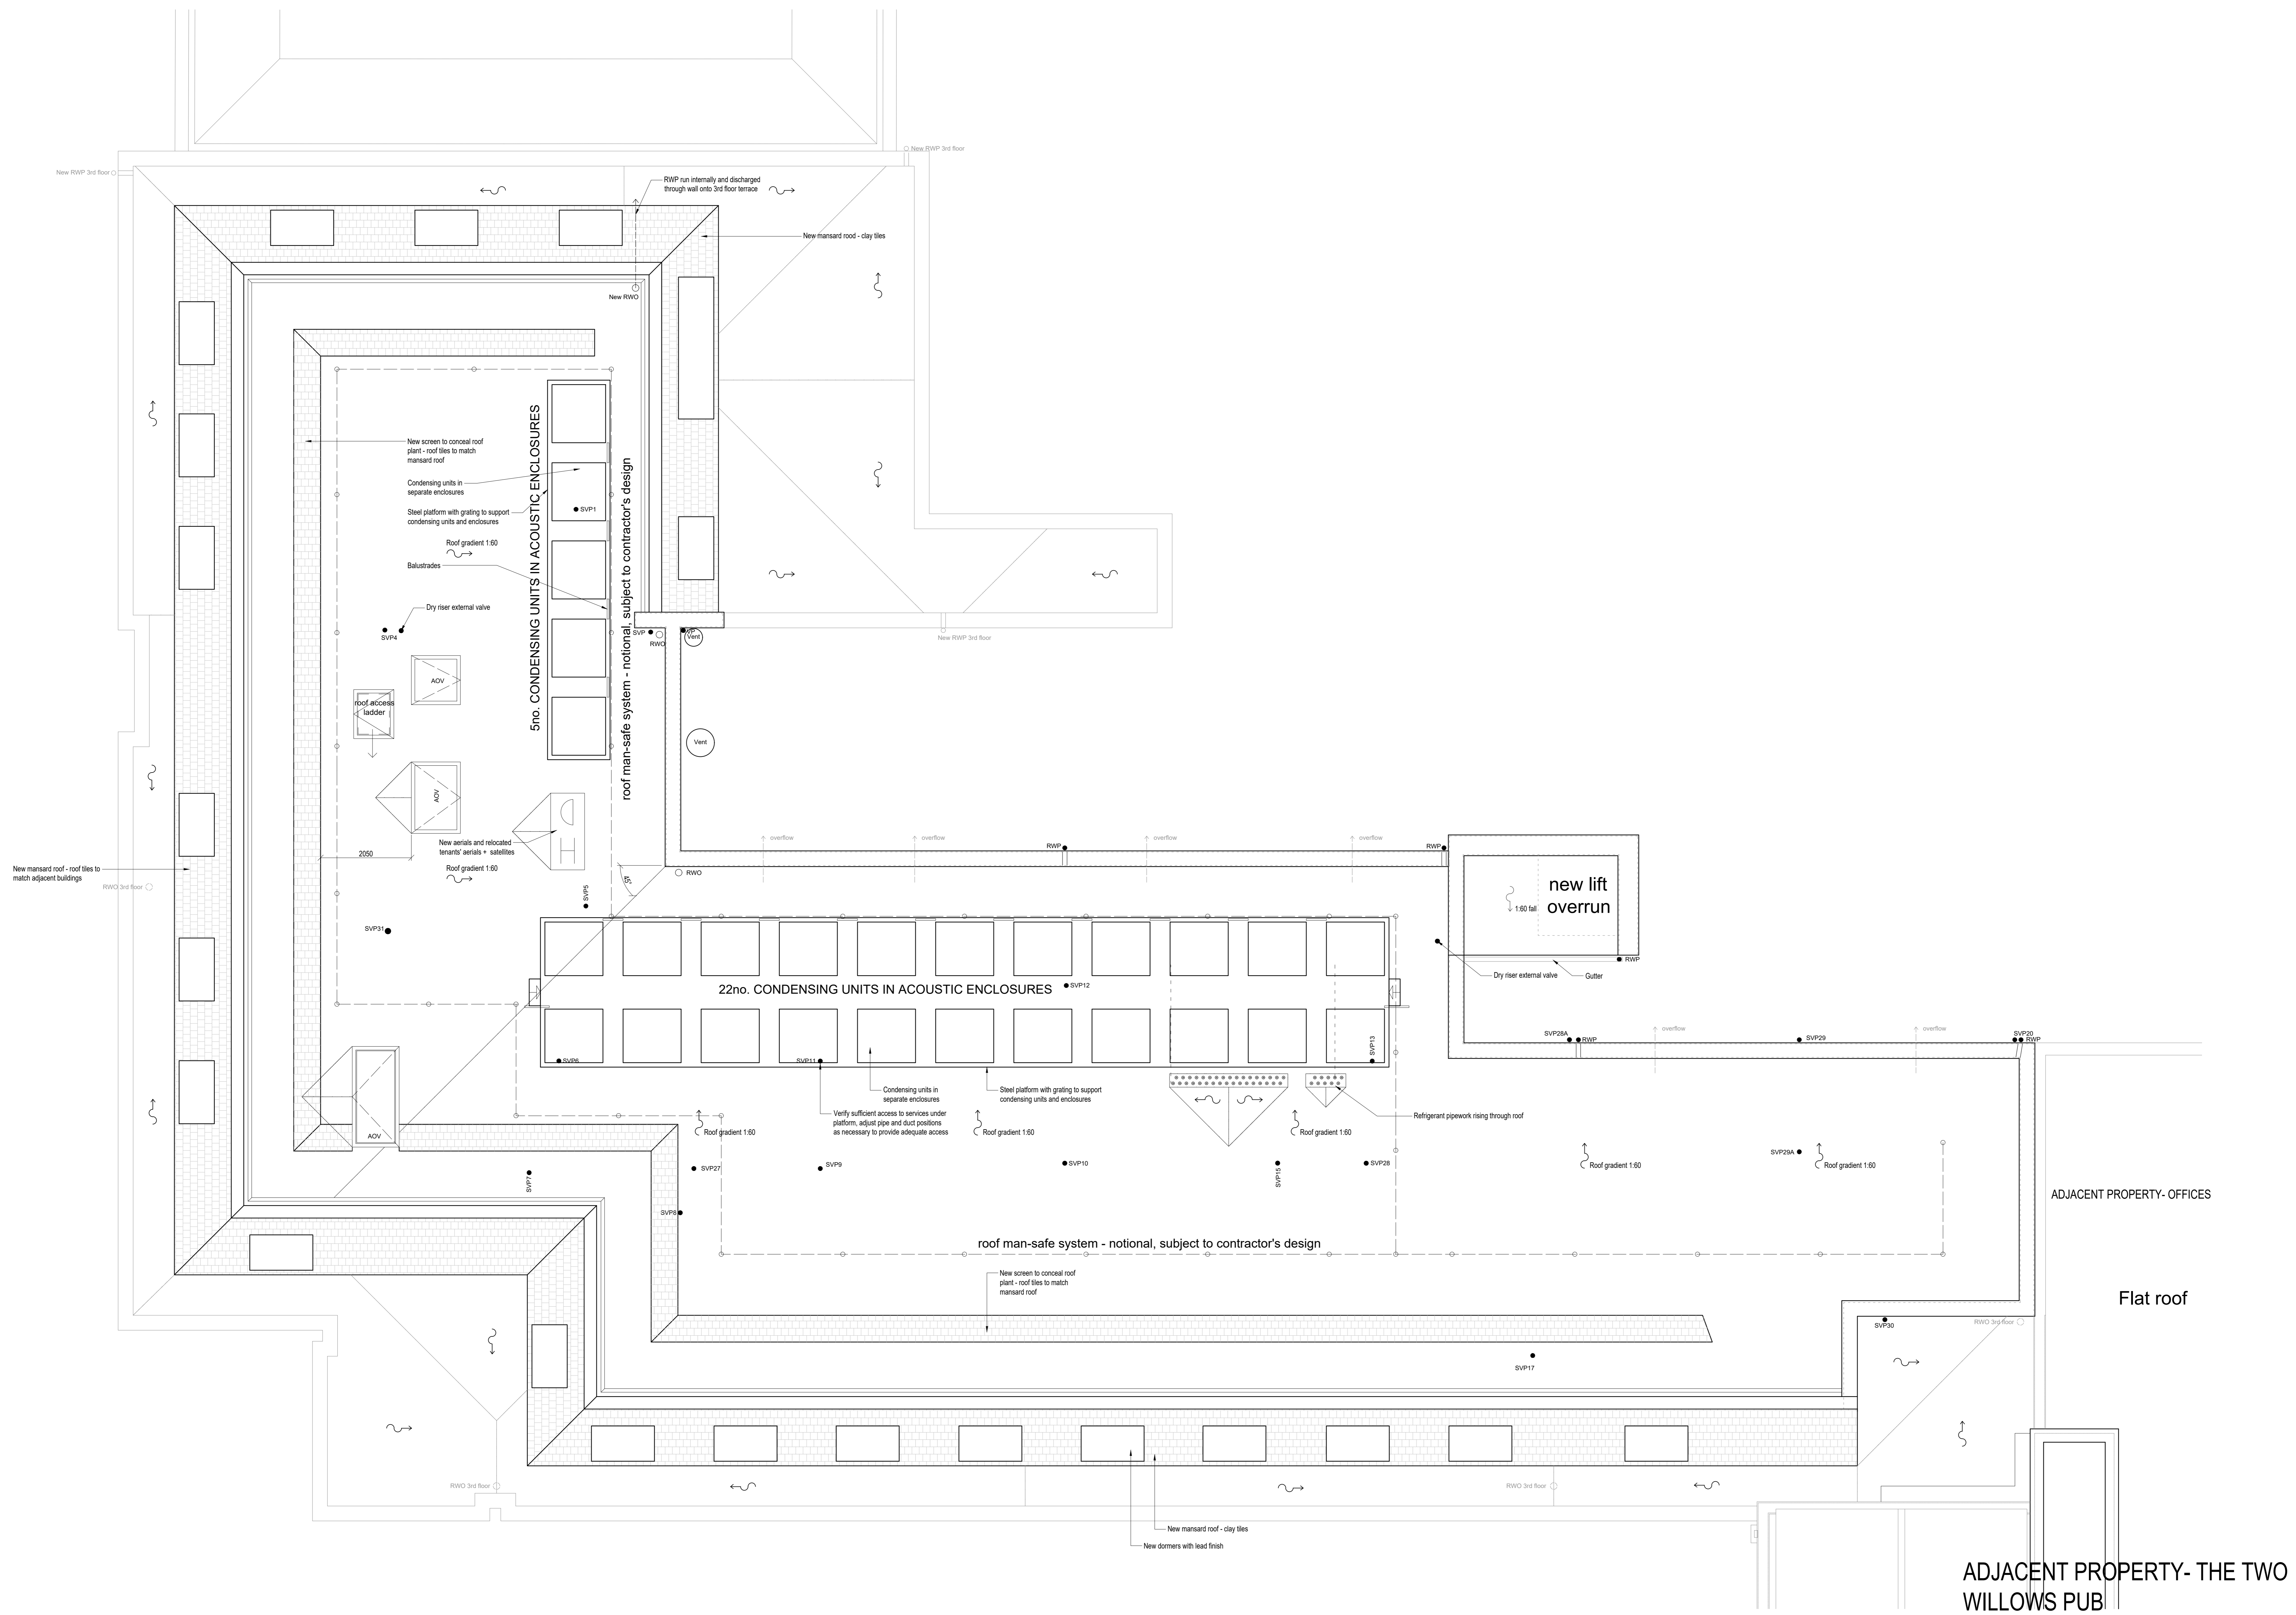 New RWP 3rd floor
New RWP 3rd floor
RWP run internally and discharged
through wall onto 3rd floor terrace
New mansard rood - clay tiles
New RWO
New screen to conceal roof
plant - roof tiles to match
mansard roof
Condensing units in
separate enclosures
Steel platform with grating to support
condensing units and enclosures
SVP1
Roof gradient 1:60
Balustrades
5no. CONDENSING UNITS IN ACOUSTIC ENCLOSURES
roof man-safe system - notional, subject to contractor's design
Dry riser external valve
SVP4
SVP
RWO
VP
Vent
New RWP 3rd floor
AOV
roof access
ladder
Vent
AOV
New aerials and relocated
tenants' aerials + satellites
2050
Roof gradient 1:60
overflow
overflow
overflow
overflow
RWP
RWP
New mansard roof - roof tiles to
match adjacent buildings
RWO 3rd floor
RWO
45°
SVP5
new lift
overrun
1:60 fall
SVP31
RWP
Dry riser external valve
Gutter
22no. CONDENSING UNITS IN ACOUSTIC ENCLOSURES
SVP12
SVP6
SVP11
SVP13
SVP28A
RWP
overflow
SVP29
overflow
SVP20
RWP
Condensing units in
separate enclosures
Steel platform with grating to support
condensing units and enclosures
Verify sufficient access to services under
platform, adjust pipe and duct positions
as necessary to provide adequate access
Refrigerant pipework rising through roof
Roof gradient 1:60
Roof gradient 1:60
Roof gradient 1:60
AOV
SVP7
SVP27
SVP9
SVP10
SVP15
SVP28
Roof gradient 1:60
SVP29A
Roof gradient 1:60
SVP8
ADJACENT PROPERTY- OFFICES
roof man-safe system - notional, subject to contractor's design
New screen to conceal roof
plant - roof tiles to match
mansard roof
Flat roof
SVP30
RWO 3rd floor
SVP17
RWO 3rd floor
RWO 3rd floor
New mansard roof - clay tiles
New dormers with lead finish
ADJACENT PROPERTY- THE TWO
WILLOWS PUB